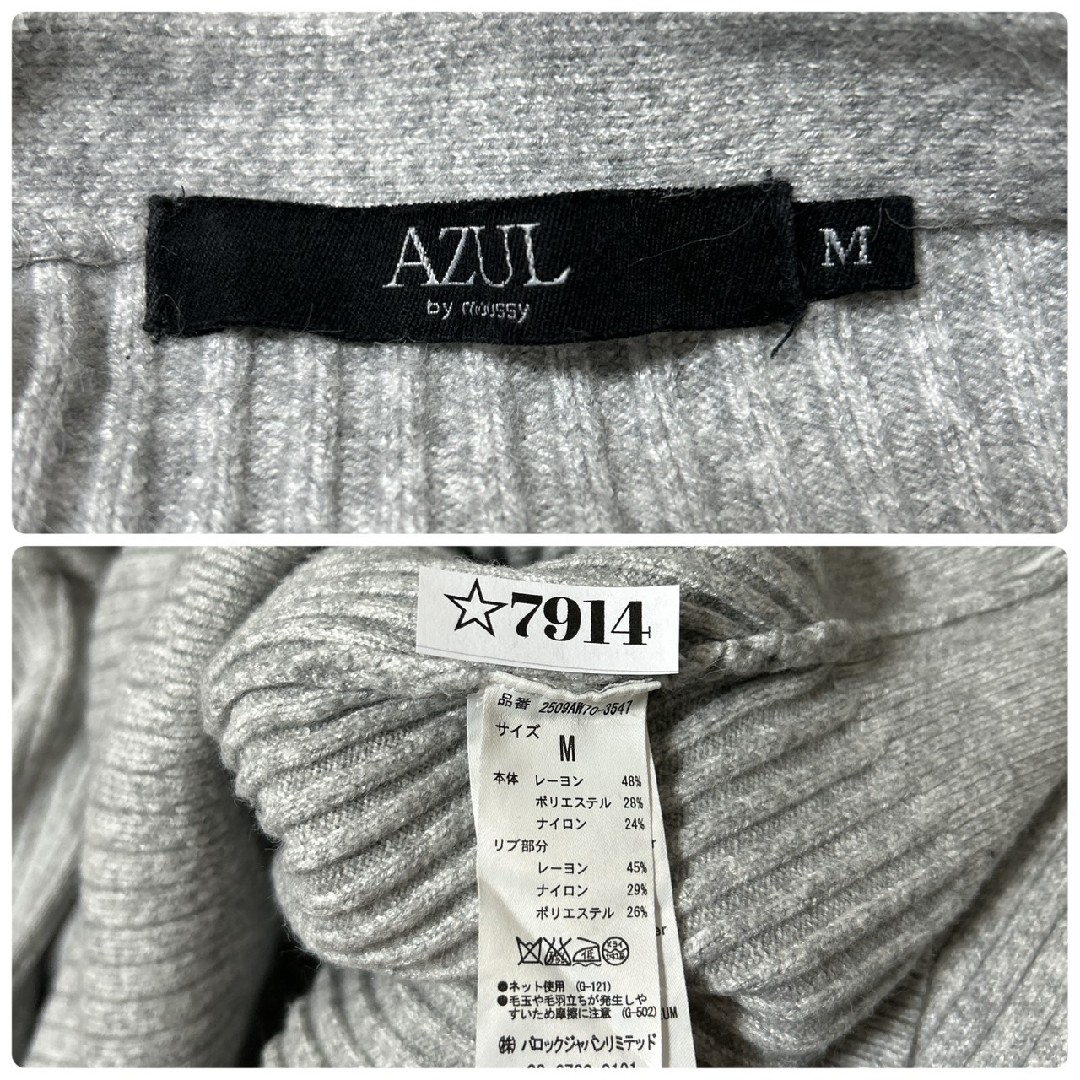 AZUL
by moussy
M
☆7914
品番 2509AW70-3547
サイズ
M
本体 レーヨン 48%
ポリエステル 28%
ナイロン 24%
リブ部分
レーヨン 45%
ナイロン 29%
ポリエステル 26%
er
低
●ネット使用 (G-121)
●毛玉や毛羽立ちが発生しや
すいため摩擦に注意 (G-502)
UM
㈱バロックジャパンリミテッド